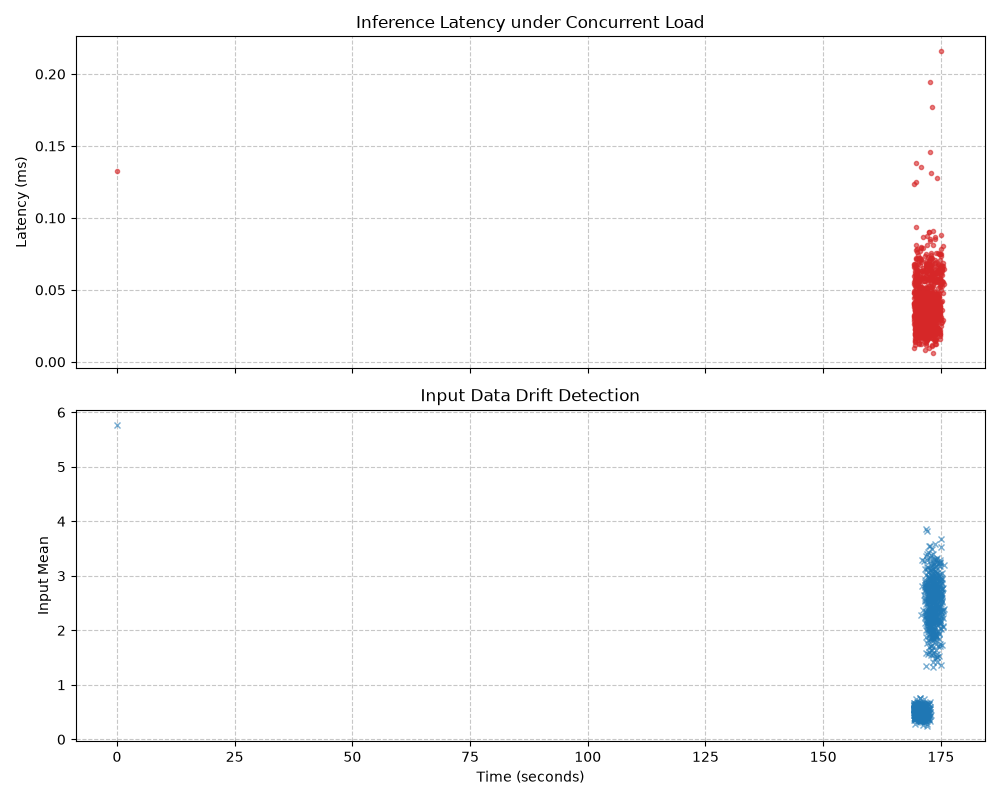 Inference Latency under Concurrent Load
Latency (ms)
0.20
0.15
0.10
0.05
0.00
Input Data Drift Detection
Input Mean
6
5
4
3
2
1
0
0 25 50 75 100 125 150 175
Time (seconds)